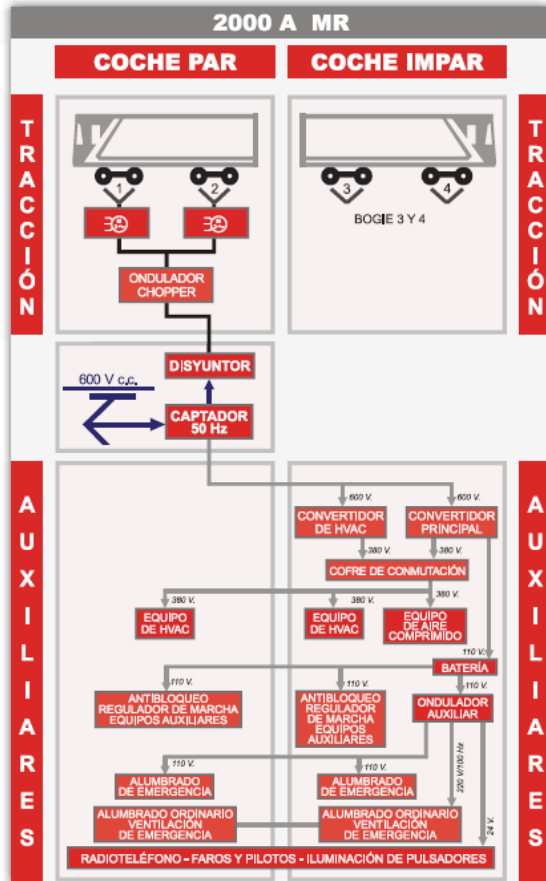 2000 A MR
COCHE PAR
COCHE IMPAR
TRACCIÓN
TRACCIÓN
1
2
3
4
BOGIE 3 Y 4
ONDULADOR
CHOPPER
DISYUNTOR
600 V c.c.
CAPTADOR
50 Hz
AUXILIARES
AUXILIARES
600 V.
600 V.
CONVERTIDOR
DE HVAC
CONVERTIDOR
PRINCIPAL
380 V.
380 V.
COFRE DE CONMUTACIÓN
380 V.
380 V.
380 V.
EQUIPO
DE HVAC
EQUIPO
DE HVAC
EQUIPO
DE AIRE
COMPRIMIDO
110 V.
BATERÍA
110 V.
110 V.
110 V.
ANTIBLOQUEO
REGULADOR DE MARCHA
EQUIPOS AUXILIARES
ANTIBLOQUEO
REGULADOR
DE MARCHA
EQUIPOS
AUXILIARES
ONDULADOR
AUXILIAR
110 V.
110 V.
220 V/100 Hz
24 V.
ALUMBRADO
DE EMERGENCIA
ALUMBRADO
DE EMERGENCIA
ALUMBRADO ORDINARIO
VENTILACIÓN
DE EMERGENCIA
ALUMBRADO ORDINARIO
VENTILACIÓN
DE EMERGENCIA
RADIOTELÉFONO – FAROS Y PILOTOS – ILUMINACIÓN DE PULSADORES